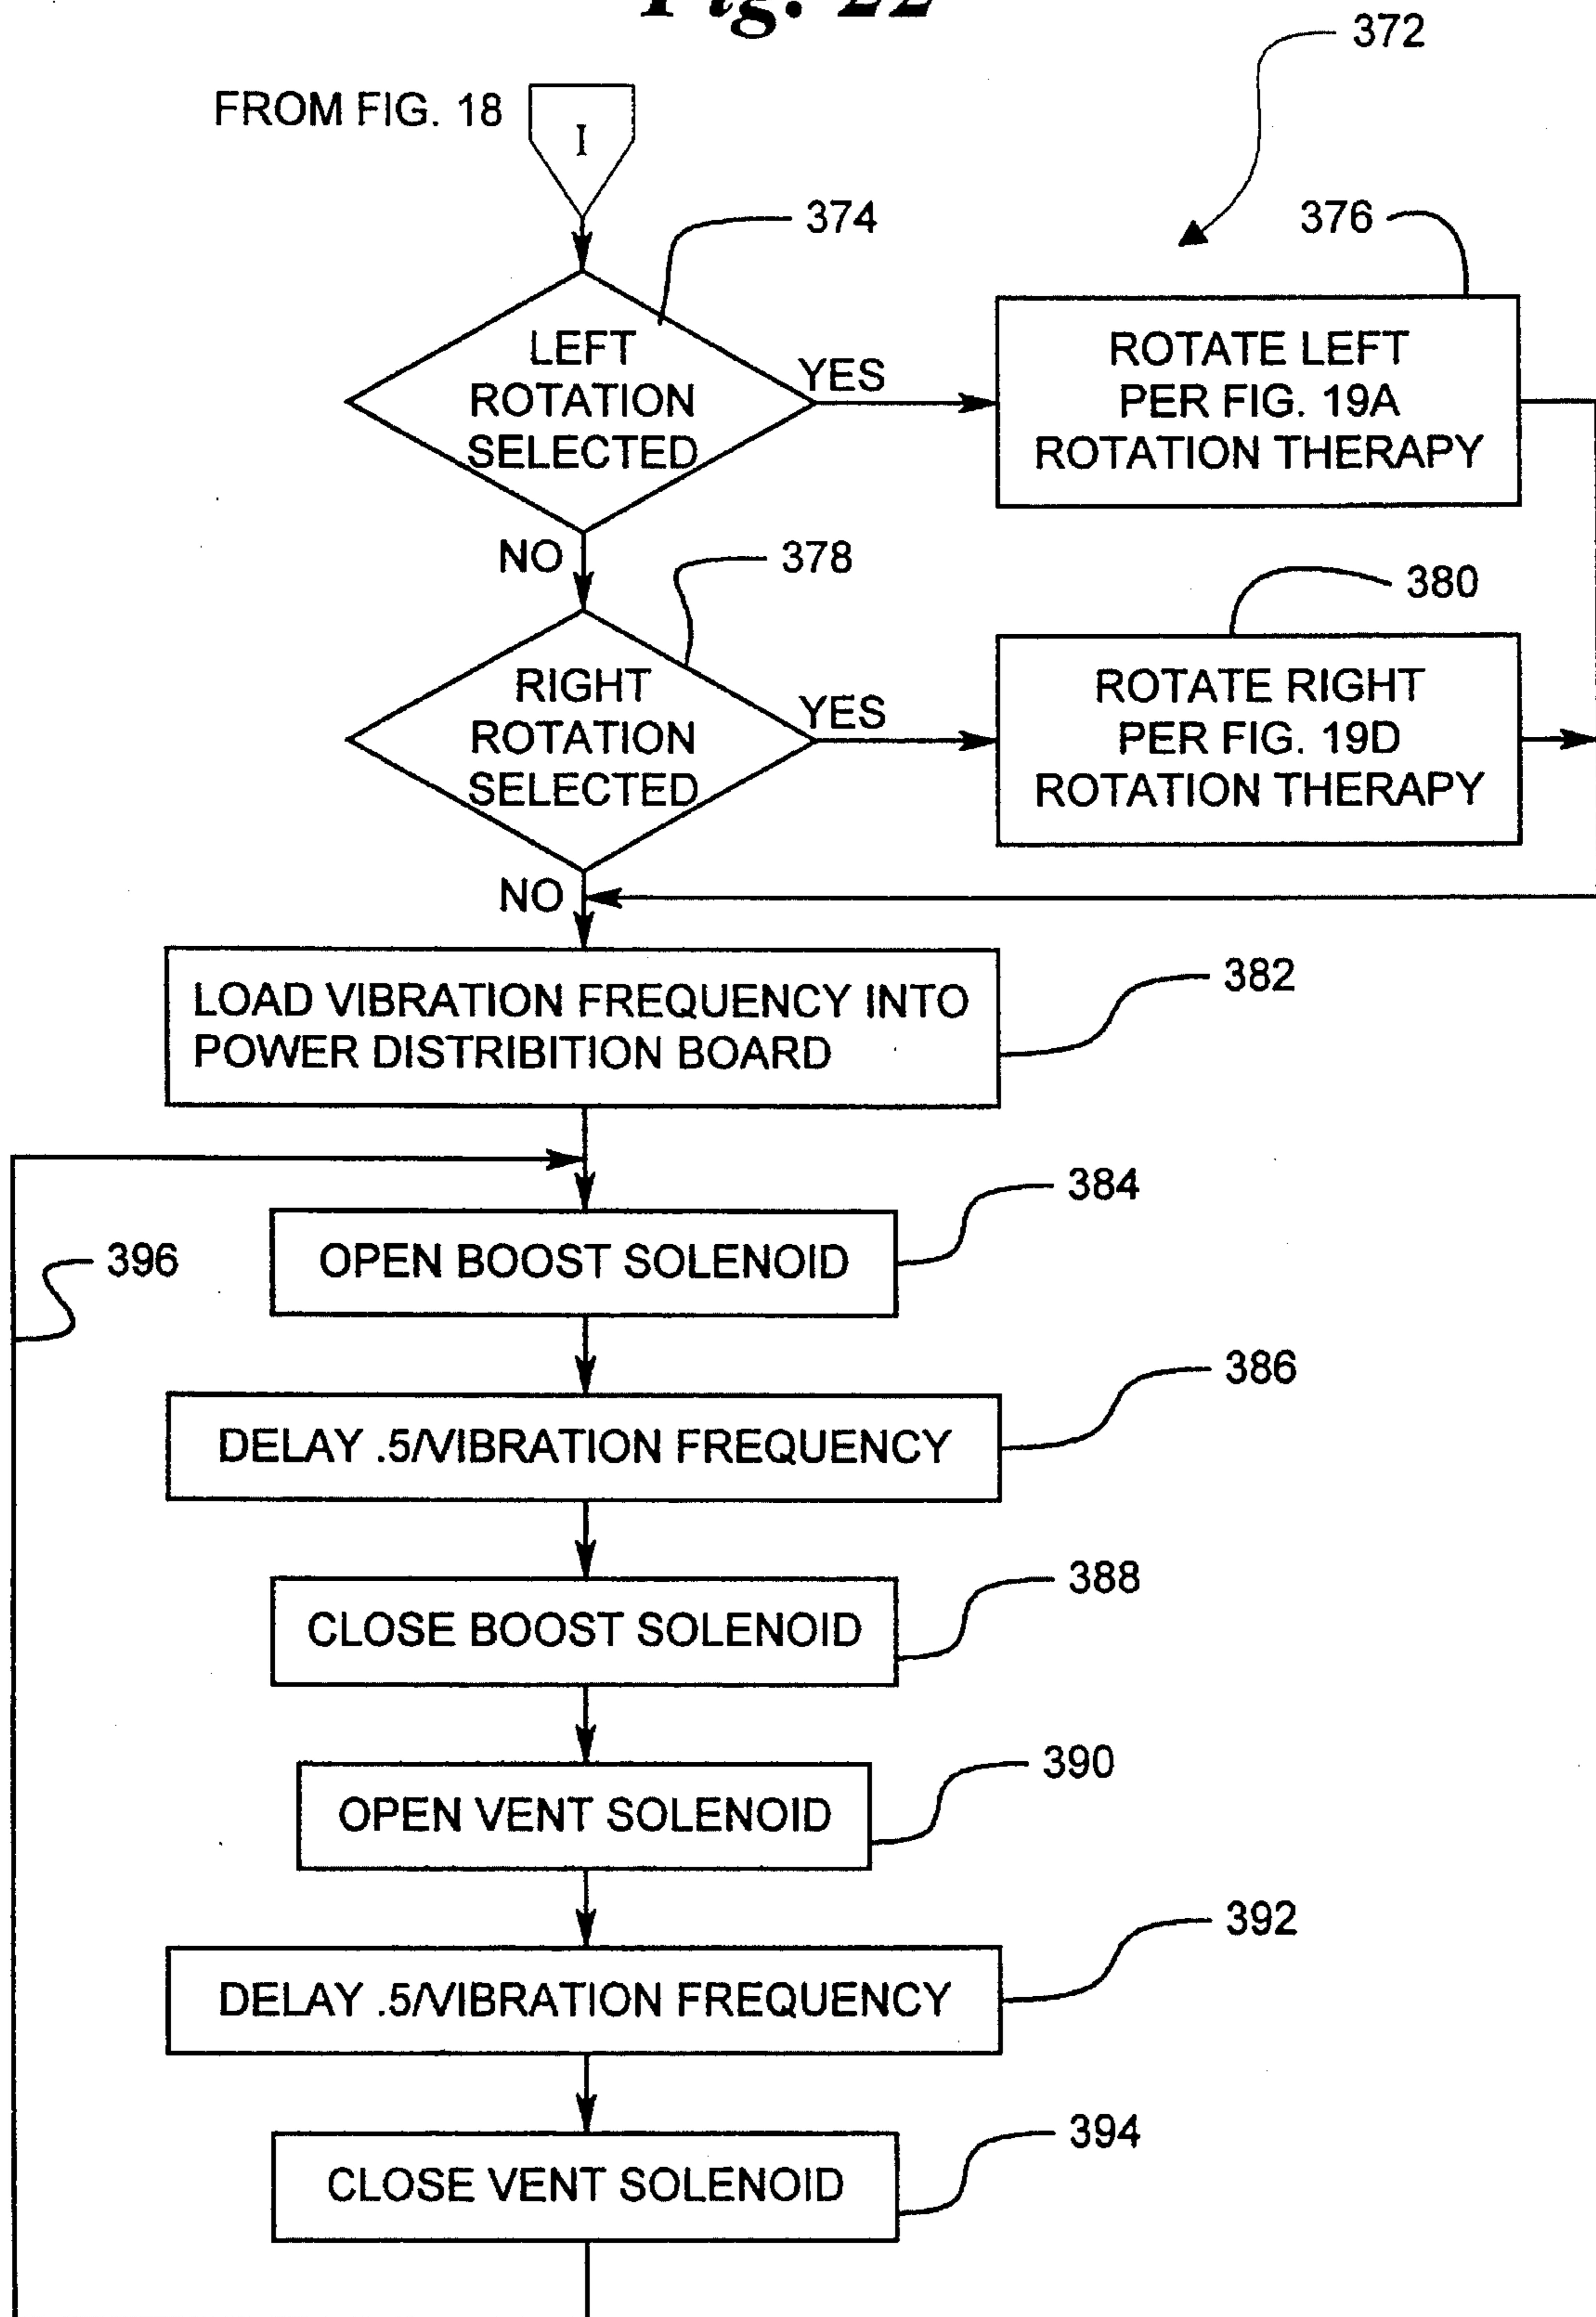 Fig. 22
372
FROM FIG. 18
I
374
376
LEFT
ROTATION
SELECTED
YES
ROTATE LEFT
PER FIG. 19A
ROTATION THERAPY
NO
378
380
RIGHT
ROTATION
SELECTED
YES
ROTATE RIGHT
PER FIG. 19D
ROTATION THERAPY
NO
382
LOAD VIBRATION FREQUENCY INTO
POWER DISTRIBITION BOARD
384
396
OPEN BOOST SOLENOID
386
DELAY .5/VIBRATION FREQUENCY
388
CLOSE BOOST SOLENOID
390
OPEN VENT SOLENOID
392
DELAY .5/VIBRATION FREQUENCY
394
CLOSE VENT SOLENOID